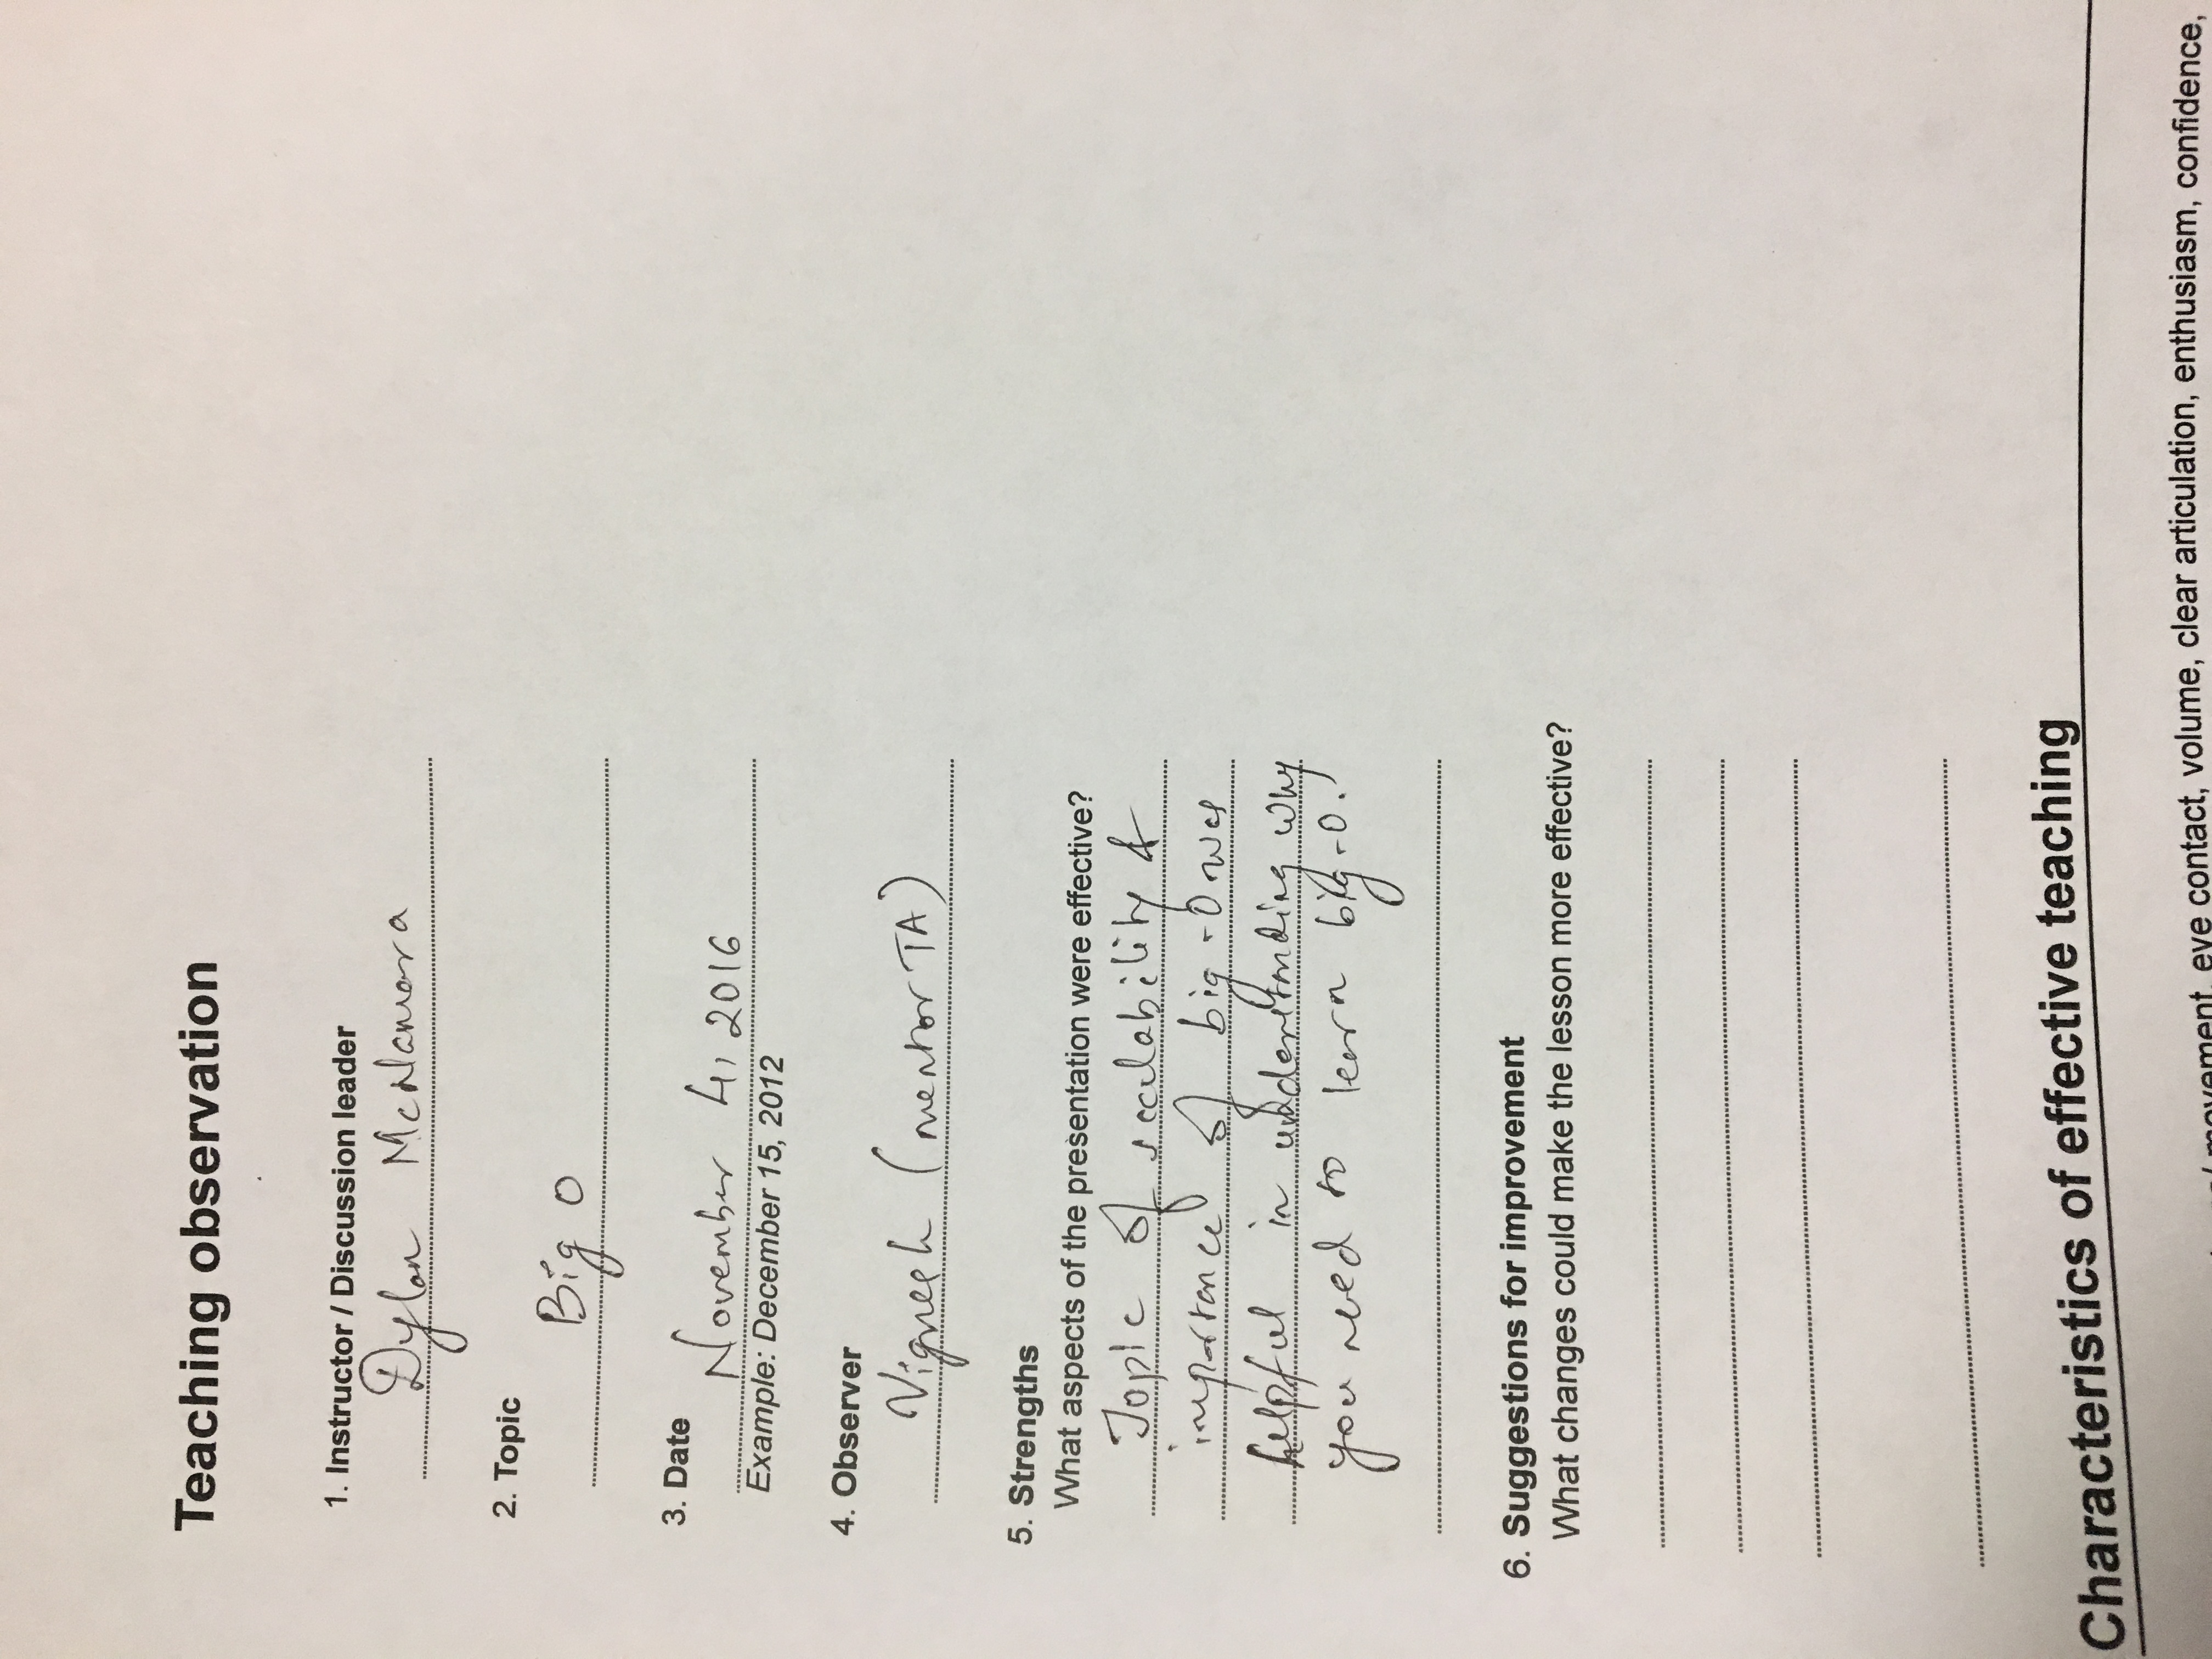 Teaching observation
1. Instructor / Discussion leader
Dylan McNamara
2. Topic
Big O
3. Date
November 4, 2016
Example: December 15, 2012
4. Observer
Vignesh (mentor TA)
5. Strengths
What aspects of the presentation were effective?
Topic of scalability &
importance of big-O was
helpful in understanding why
you need to learn big-O.
6. Suggestions for improvement
What changes could make the lesson more effective?
Characteristics of effective teaching
movement, eye contact, volume, clear articulation, enthusiasm, confidence,